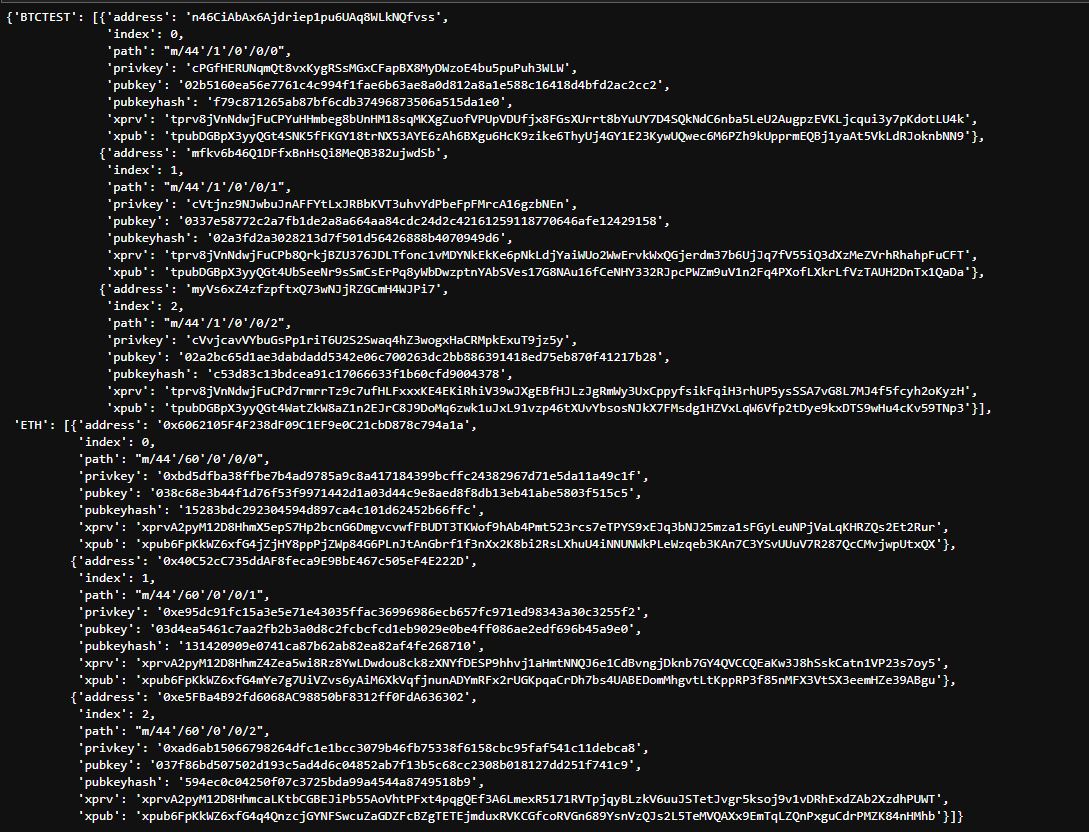 {'BTCTEST': [{'address': 'n46CiAbAx6Ajdriep1pu6UAq8WLkNQfvss',
'index': 0,
'path': "m/44'/1'/0'/0/0",
'privkey': 'cPGfHERUNqmQt8vxKygRSsMGxCFapBX8MyDWzoE4bu5puPuh3WLW',
'pubkey': '02b5160ea56e7761c4c994f1fae6b63ae8a0d812a8a1e588c16418d4bfd2ac2cc2',
'pubkeyhash': 'f79c871265ab87bf6cdb37496873506a515da1e0',
'xprv': 'tprv8jVnNdwjFuCPYuHHmbeg8bUnHM18sqMKXgZuofVPUpVDUfjx8FGsXUrrt8bYuUY7D4SQkNdC6nba5LeU2AugpzEVKLjcqui3y7pKdotLU4k',
'xpub': 'tpubDGBpX3yyQGt4SNK5fFKGY18trNX53AYE6zAh6BXgu6HcK9zike6ThyUj4GY1E23KywUQwec6M6PZh9kUpprmEQBj1yaAt5VkLdRJoknbNN9'},
{'address': 'mfkv6b46Q1DFfxBnHsQi8MeQB382ujwdSb',
'index': 1,
'path': "m/44'/1'/0'/0/1",
'privkey': 'cVtjnz9NJwbuJnAFFYtLxJRBbKVT3uhvYdPbeFpFMrcA16gzbNEn',
'pubkey': '0337e58772c2a7fb1de2a8a664aa84cdc24d2c42161259118770646afe12429158',
'pubkeyhash': '02a3fd2a3028213d7f501d56426888b4070949d6',
'xprv': 'tprv8jVnNdwjFuCPb8QrkjBZU376JDLTfonc1vMDYNkEkKe6pNkLdjYaiWUo2WwErvkWxQGjerdm37b6UjJq7fV55iQ3dXzMeZVrhRhahpFuCFT',
'xpub': 'tpubDGBpX3yyQGt4UbSeeNr9sSmCsErPq8yWbDwzptnYAbSVes17G8NAu16fCeNHY332RJpcPWZm9uV1n2Fq4PXofLXkrLfVzTAUH2DnTx1QaDa'},
{'address': 'myVs6xZ4zfzpftxQ73wNJjRZGCmH4WJPi7',
'index': 2,
'path': "m/44'/1'/0'/0/2",
'privkey': 'cVvjcavVYbuGsPp1riT6U2S2Swaq4hZ3wogxHaCRMpkExuT9jz5y',
'pubkey': '02a2bc65d1ae3dabdadd5342e06c700263dc2bb886391418ed75eb870f41217b28',
'pubkeyhash': 'c53d83c13bdcea91c17066633f1b60cfd9004378',
'xprv': 'tprv8jVnNdwjFuCPd7rmrrTz9c7ufHLFxxxKE4EKiRhiV39wJXgEBfHJLzJgRmWy3UxCppyfsikFqiH3rhUP5ysSSA7vG8L7MJ4f5fcyh2oKyzH',
'xpub': 'tpubDGBpX3yyQGt4WatZkW8aZ1n2EJrC8J9DoMq6zwk1uJxL91vzp46tXUvYbsosNJkX7FMsdg1HZVxLqW6Vfp2tDye9kxDTS9wHu4cKv59TNp3'}],
'ETH': [{'address': '0x6062105F4F238dF09C1EF9e0C21cbD878c794a1a',
'index': 0,
'path': "m/44'/60'/0'/0/0",
'privkey': '0xbd5dfba38ffbe7b4ad9785a9c8a417184399bcffc24382967d71e5da11a49c1f',
'pubkey': '038c68e3b44f1d76f53f9971442d1a03d44c9e8aed8f8db13eb41abe5803f515c5',
'pubkeyhash': '15283bdc292304594d897ca4c101d62452b66ffc',
'xprv': 'xprvA2pyM12D8HhmX5epS7Hp2bcnG6DmgvcvwfFBUDT3TKWof9hAb4Pmt523rcs7eTPYS9xEJq3bNJ25mza1sFGyLeuNPjVaLqKHRZQs2Et2Rur',
'xpub': 'xpub6FpKkWZ6xfG4jZjHY8ppPjZWp84G6PLnJtAnGbrf1f3nXx2K8bi2RsLXhuU4iNNUNWkPLeWzqeb3KAn7C3YSvUUuV7R287QcCMvjwpUtxQX'},
{'address': '0x40C52cC735ddAF8feca9E9BbE467c505eF4E222D',
'index': 1,
'path': "m/44'/60'/0'/0/1",
'privkey': '0xe95dc91fc15a3e5e71e43035ffac36996986ecb657fc971ed98343a30c3255f2',
'pubkey': '03d4ea5461c7aa2fb2b3a0d8c2fcbcfcd1eb9029e0be4ff086ae2edf696b45a9e0',
'pubkeyhash': '131420909e0741ca87b62ab82ea82af4fe268710',
'xprv': 'xprvA2pyM12D8HhmZ4Zea5wi8Rz8YwLDwdou8ck8zXNYfDESP9hhvj1aHmtNNQJ6e1CdBvngjDknb7GY4QVCCQEaKw3J8hSskCatn1VP23s7oy5',
'xpub': 'xpub6FpKkWZ6xfG4mYe7g7UiVZvs6yAiM6XkVqfjnunADYmRFx2rUGKpqaCrDh7bs4UABEDomMhgvtLtKppRP3f85nMFX3VtSX3eemHZe39ABgu'},
{'address': '0xe5FBa4B92fd6068AC98850bF8312ff0FdA636302',
'index': 2,
'path': "m/44'/60'/0'/0/2",
'privkey': '0xad6ab15066798264dfc1e1bcc3079b46fb75338f6158cbc95faf541c11debca8',
'pubkey': '037f86bd507502d193c5ad4d6c04852ab7f13b5c68cc2308b018127dd251f741c9',
'pubkeyhash': '594ec0c04250f07c3725bda99a4544a8749518b9',
'xprv': 'xprvA2pyM12D8HhmcaLKtbCGBEJiPb55AoVhtPFxt4pqgQEf3A6LmexR5171RVTpjqyBLzkV6uuJSTetJvgr5ksoj9v1vDRhExdZAb2XzdhPUWT',
'xpub': 'xpub6FpKkWZ6xfG4q4QnzcjGYNFSwcuZaGDZFcBZgTETEjmduxRVKCGfcoRVGn689YsnVzQJs2L5TeMVQAXx9EmTqLZQnPxguCdrPMZK84nHMhb'}]}